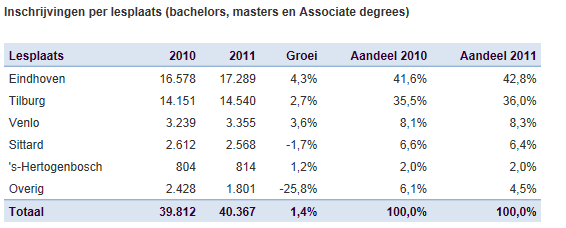 Inschrijvingen per lesplaats (bachelors, masters en Associate degrees)
Lesplaats 2010 2011 Groei Aandeel 2010 Aandeel 2011
Eindhoven 16.578 17.289 4,3% 41,6% 42,8%
Tilburg 14.151 14.540 2,7% 35,5% 36,0%
Venlo 3.239 3.355 3,6% 8,1% 8,3%
Sittard 2.612 2.568 -1,7% 6,6% 6,4%
's-Hertogenbosch 804 814 1,2% 2,0% 2,0%
Overig 2.428 1.801 -25,8% 6,1% 4,5%
Totaal 39.812 40.367 1,4% 100,0% 100,0%